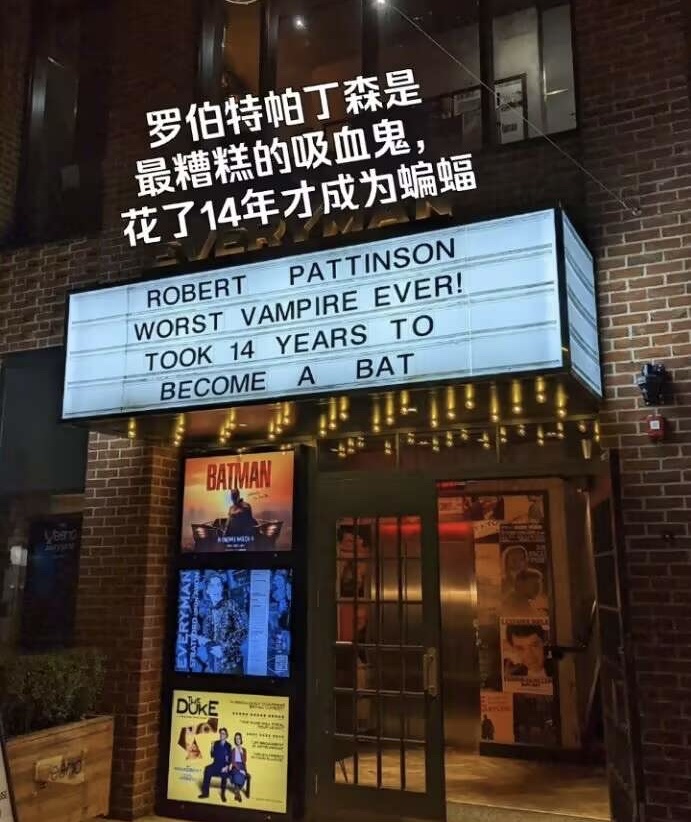 罗伯特帕丁森是
最糟糕的吸血鬼，
花了14年才成为蝙蝠
EVERYMAN
ROBERT PATTINSON
WORST VAMPIRE EVER!
TOOK 14 YEARS TO
BECOME A BAT
BATMAN
EVERYMAN
THE
DUKE